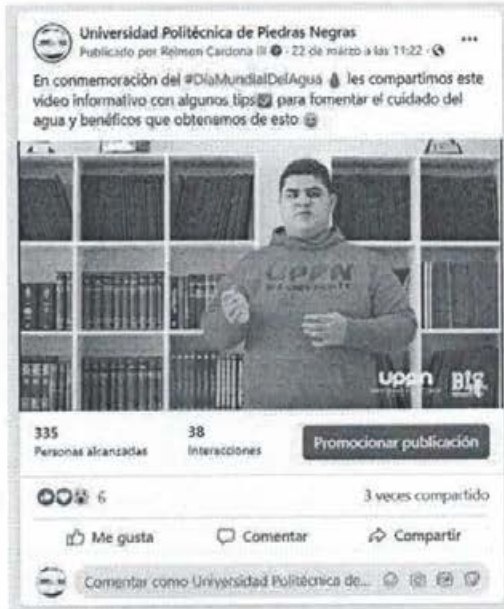 Universidad Politécnica de Piedras Negras
Publicado por Reimon Cardona III · 22 de marzo a las 11:22 ·
En conmemoración del #DíaMundialDelAgua les compartimos este
video informativo con algunos tips para fomentar el cuidado del
agua y benéficos que obtenemos de esto
UPPN
uppn
335
Personas alcanzadas
38
Interacciones
Promocionar publicación
6
3 veces compartido
Me gusta
Comentar
Compartir
Comentar como Universidad Politécnica de...